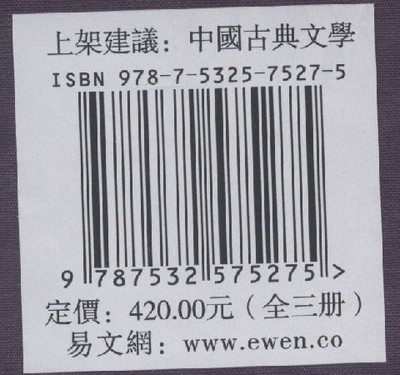 上架建議：中國古典文學
ISBN 978-7-5325-7527-5
9 787532 575275 >
定價：420.00元（全三册）
易文網：www.ewen.co